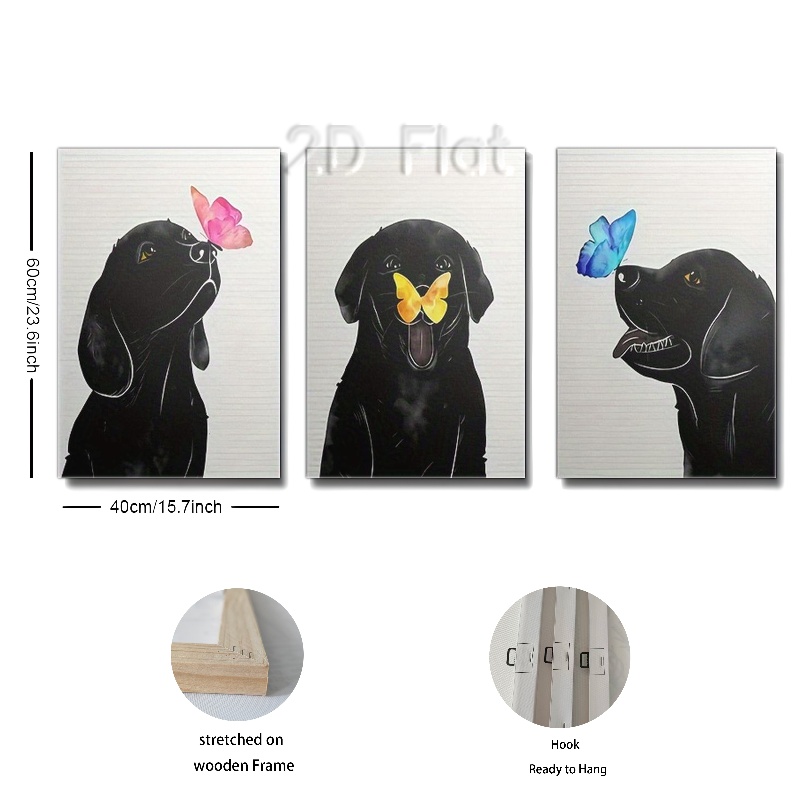 2D Flat
60cm/23.6inch
40cm/15.7inch
stretched on
wooden Frame
Hook
Ready to Hang